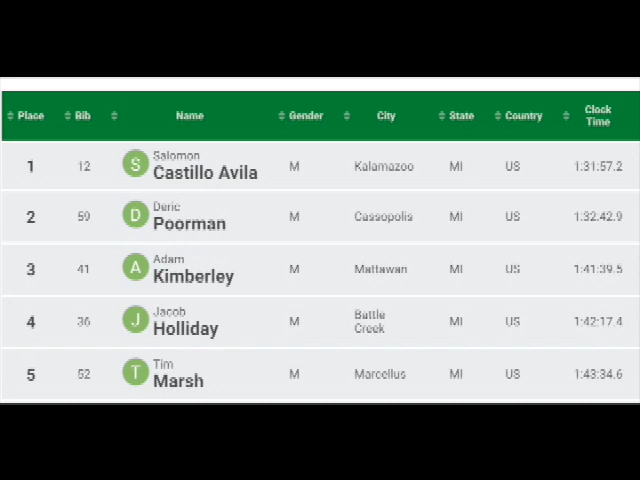 Place Bib Name Gender City State Country Clock Time
1 12 S Salomon Castillo Avila M Kalamazoo MI US 1:31:57.2
2 59 D Deric Poorman M Cassopolis MI US 1:32:42.9
3 41 A Adam Kimberley M Mattawan MI US 1:41:39.5
4 36 J Jacob Holliday M Battle Creek MI US 1:42:17.4
5 52 T Tim Marsh M Marcellus MI US 1:43:34.6